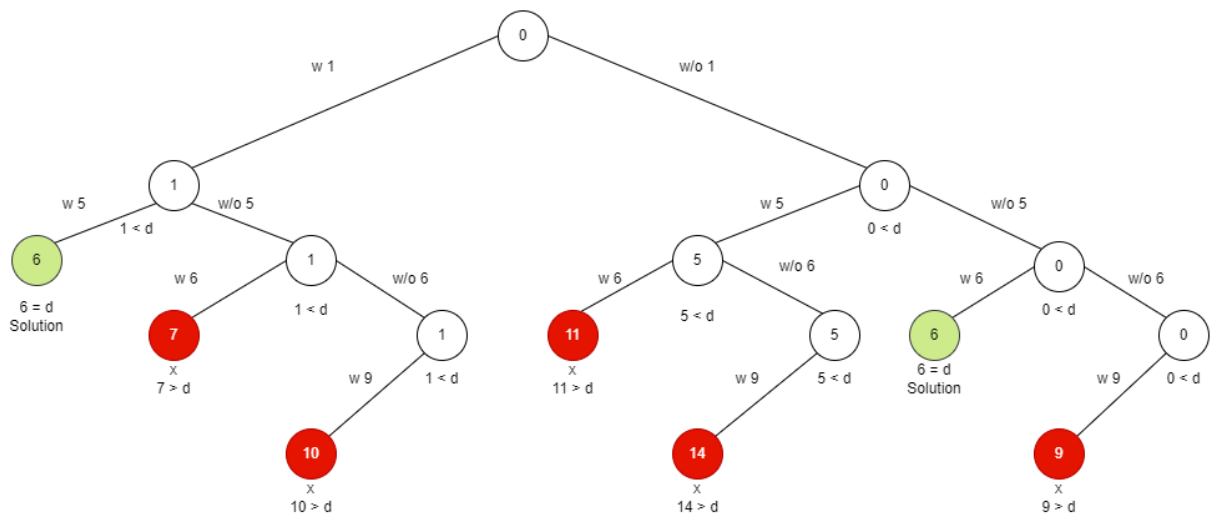 0
w 1
w/o 1
1
0
w 5
w/o 5
w 5
w/o 5
1 < d
0 < d
6
1
5
0
w 6
w/o 6
w 6
w/o 6
w 6
w/o 6
6 = d
Solution
1 < d
5 < d
0 < d
7
1
11
5
6
0
x
7 > d
w 9
1 < d
x
11 > d
w 9
5 < d
6 = d
Solution
w 9
0 < d
10
14
9
x
10 > d
x
14 > d
x
9 > d